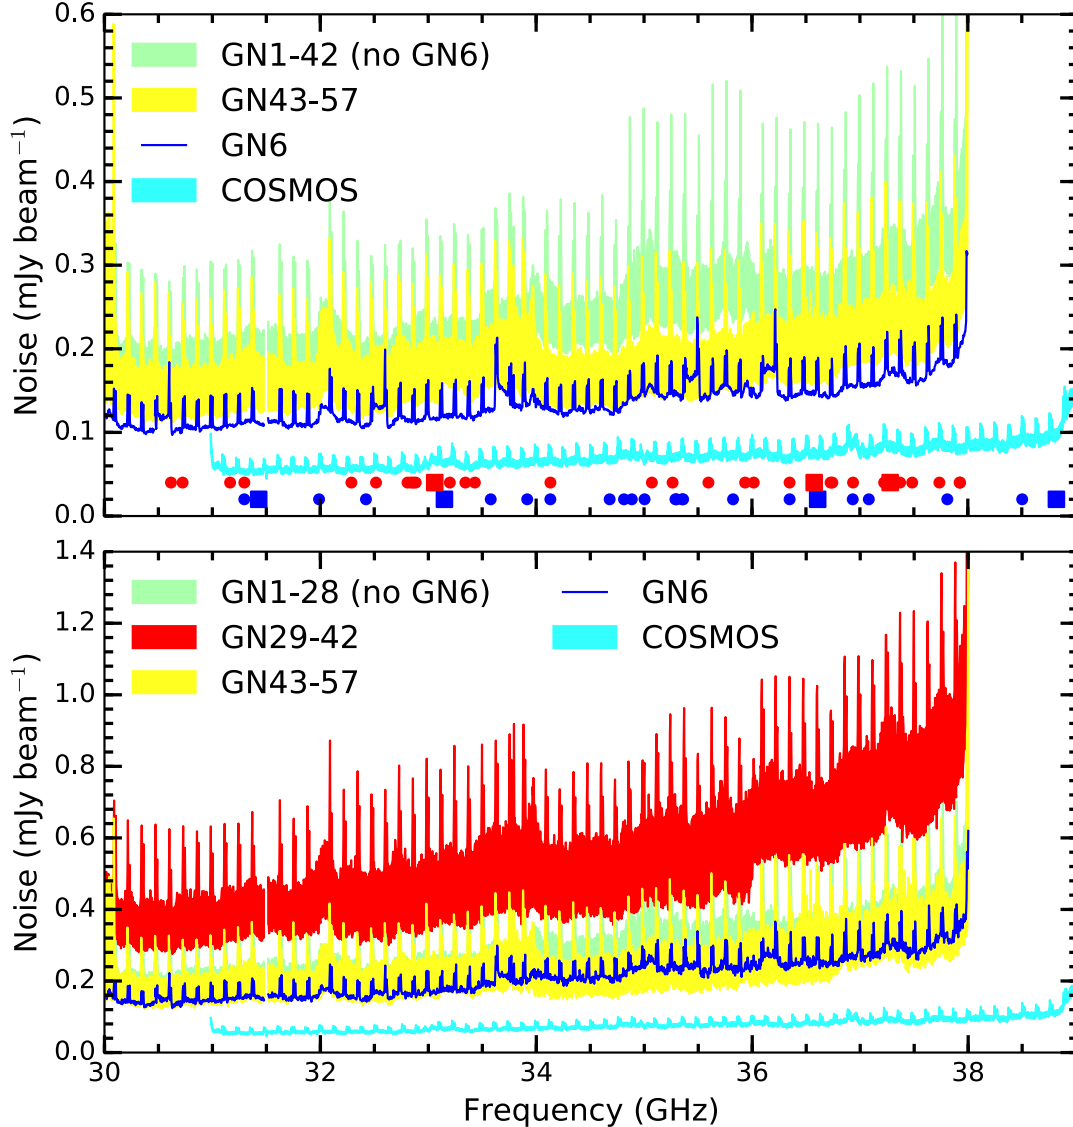 0.6
0.5
0.4
0.3
0.2
0.1
0.0
Noise (mJy beam⁻¹)
GN1-42 (no GN6)
GN43-57
GN6
COSMOS
1.4
1.2
1.0
0.8
0.6
0.4
0.2
0.0
Noise (mJy beam⁻¹)
GN1-28 (no GN6)
GN29-42
GN43-57
GN6
COSMOS
30 32 34 36 38
Frequency (GHz)